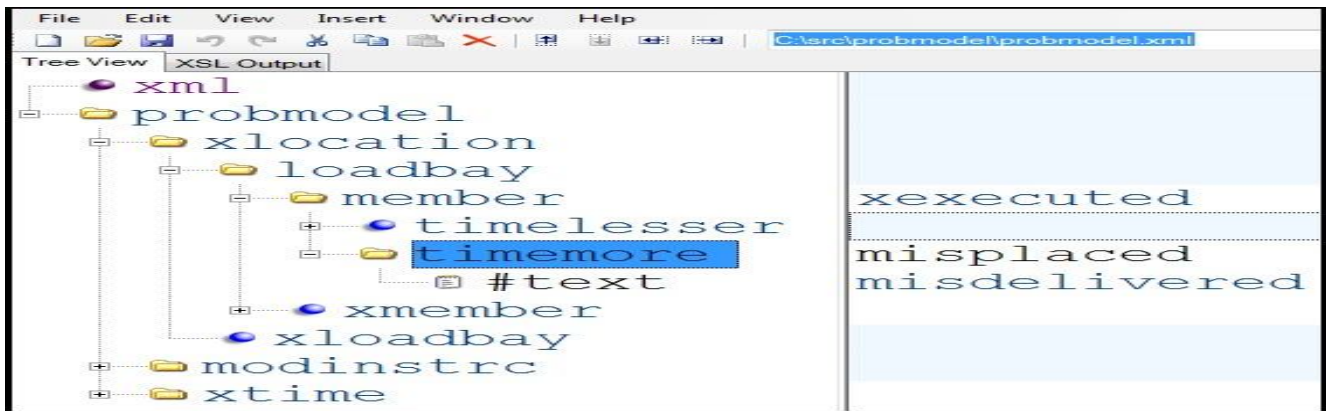 File Edit View Insert Window Help
C:\src\probmodel\probmodel.xml
Tree View XSL Output
xml
probmodel
xlocation
loadbay
member xexecuted
timelesser
timemore misplaced
#text misdelivered
xmember
xloadbay
modinstrc
xtime